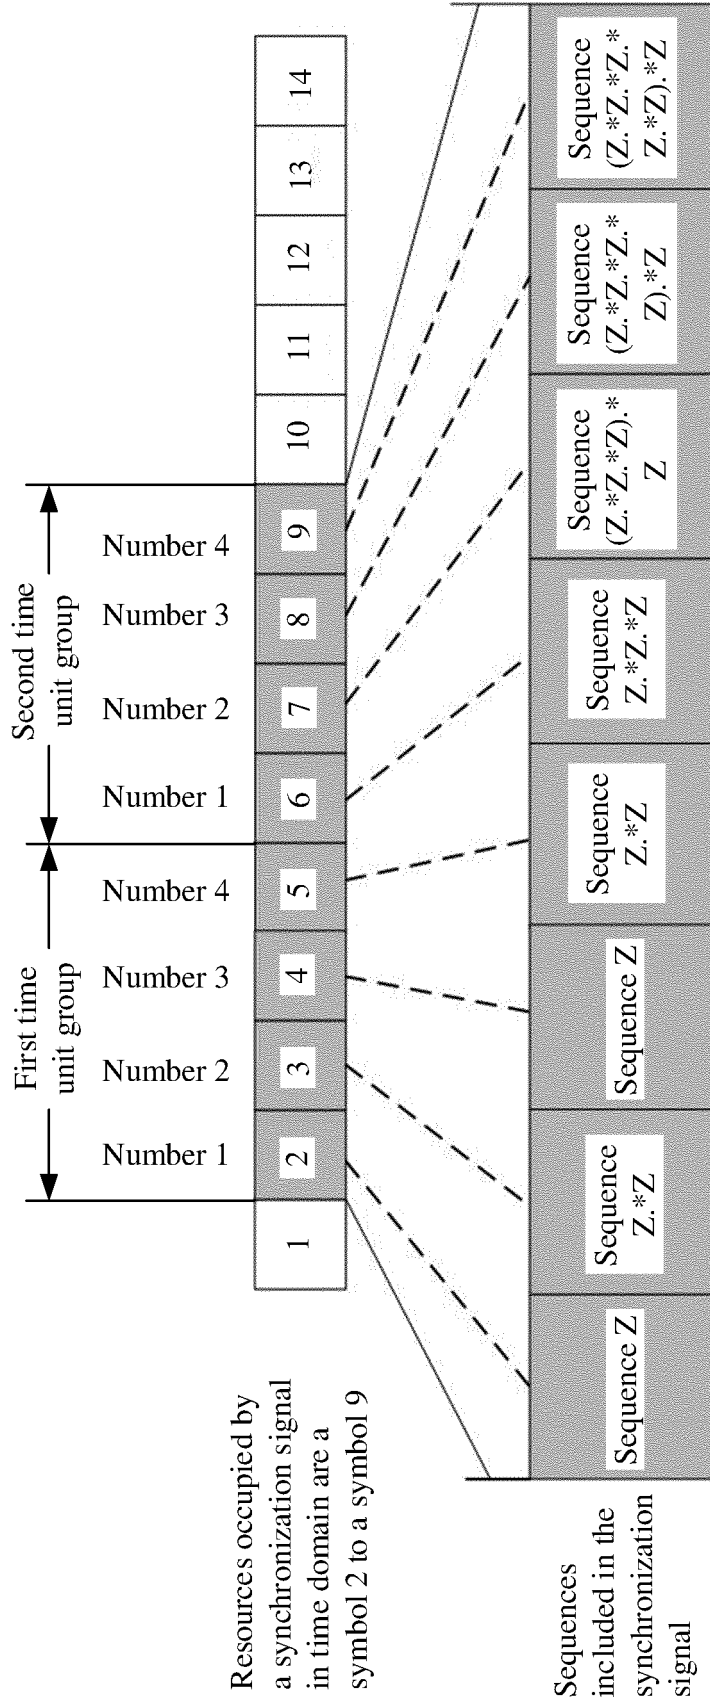 First time
unit group
Second time
unit group
Number 1
Number 2
Number 3
Number 4
Number 1
Number 2
Number 3
Number 4
Resources occupied by
a synchronization signal
in time domain are a
symbol 2 to a symbol 9
1
2
3
4
5
6
7
8
9
10
11
12
13
14
Sequences
included in the
synchronization
signal
Sequence Z
Sequence
Z.*Z
Sequence Z
Sequence
Z.*Z
Sequence
Z.*Z.*Z
Sequence
(Z.*Z.*Z).*
Z
Sequence
(Z.*Z.*Z.*
Z).*Z
Sequence
(Z.*Z.*Z.*
Z.*Z).*Z